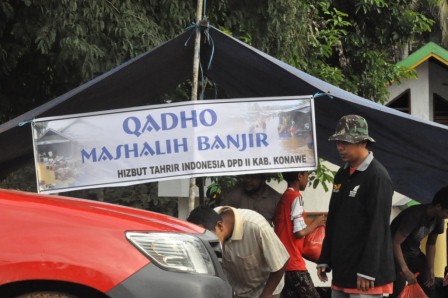 QADHO
MASHALIH BANJIR
HIZBUT TAHRIR INDONESIA DPD II KAB. KONAWE